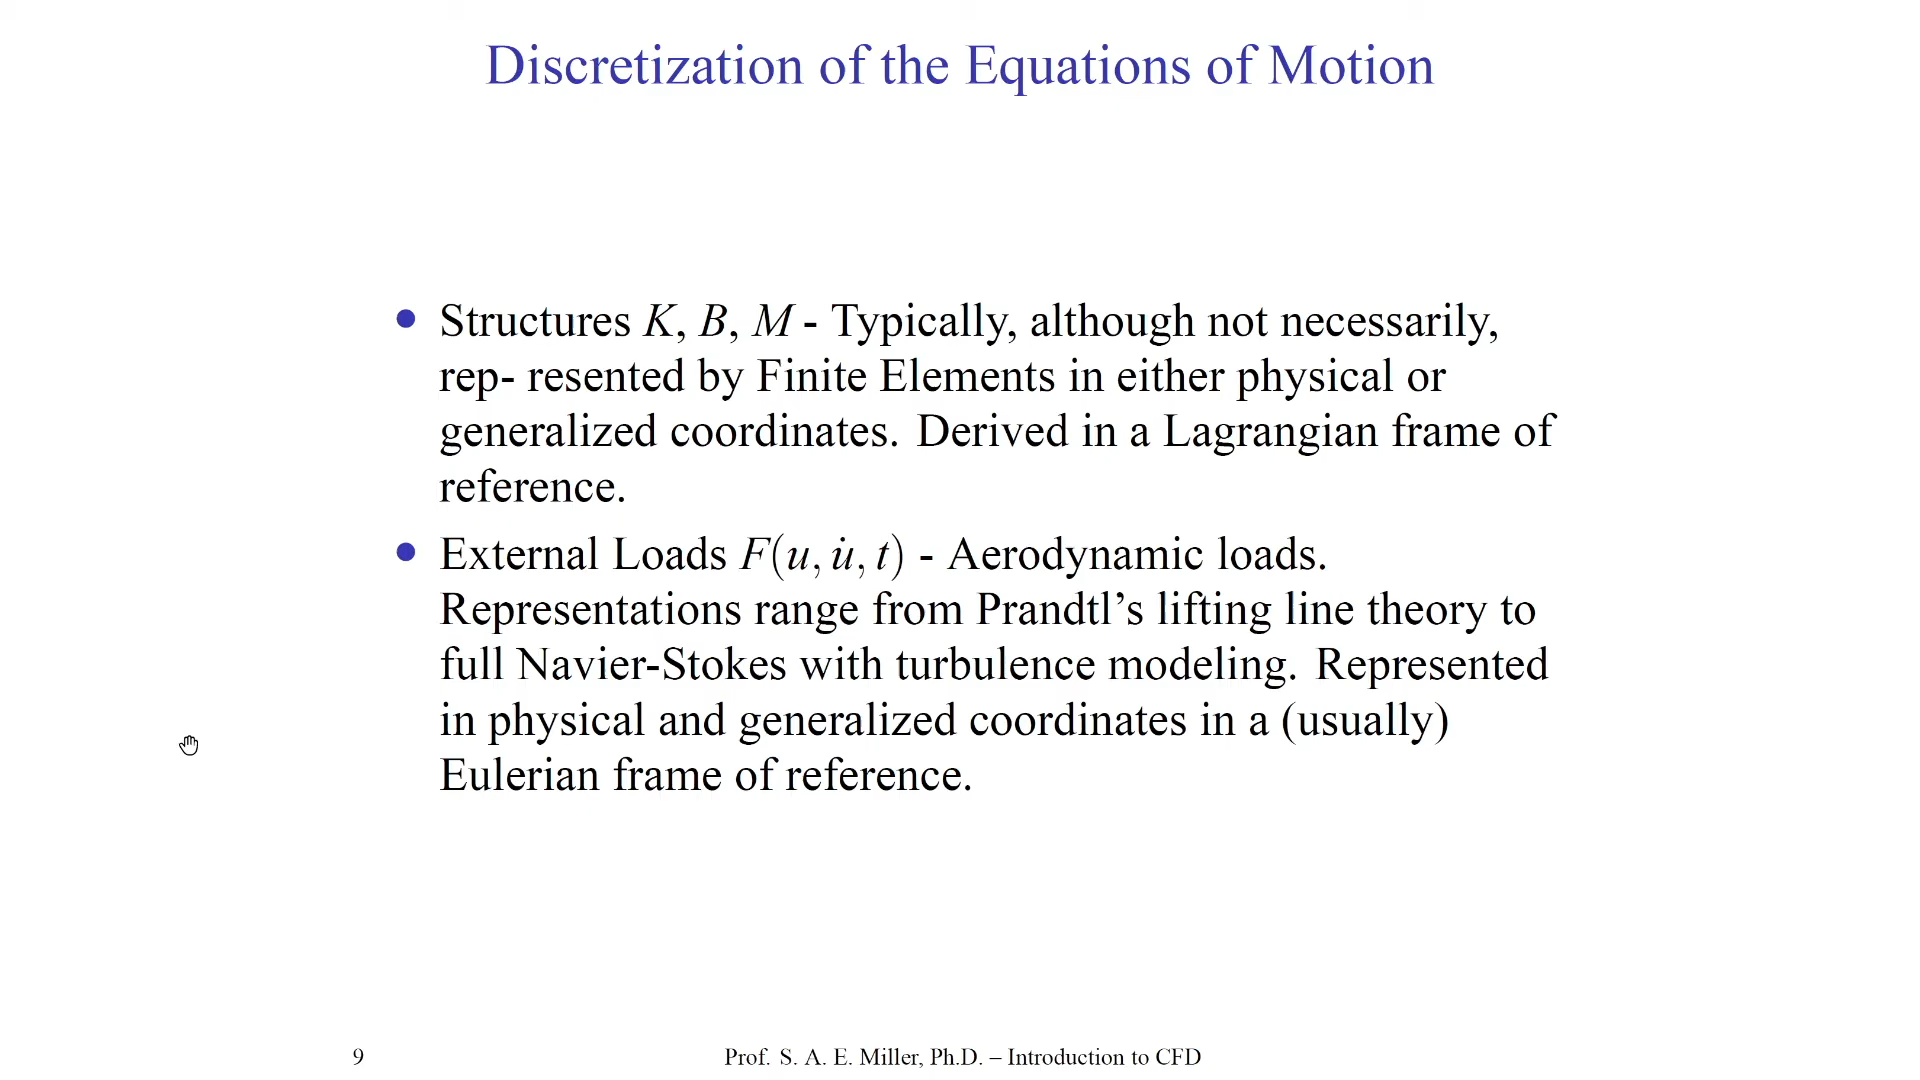 Discretization of the Equations of Motion
• Structures K, B, M - Typically, although not necessarily,
rep- resented by Finite Elements in either physical or
generalized coordinates. Derived in a Lagrangian frame of
reference.
• External Loads F(u, u̇, t) - Aerodynamic loads.
Representations range from Prandtl’s lifting line theory to
full Navier-Stokes with turbulence modeling. Represented
in physical and generalized coordinates in a (usually)
Eulerian frame of reference.
9 Prof. S. A. E. Miller, Ph.D. – Introduction to CFD